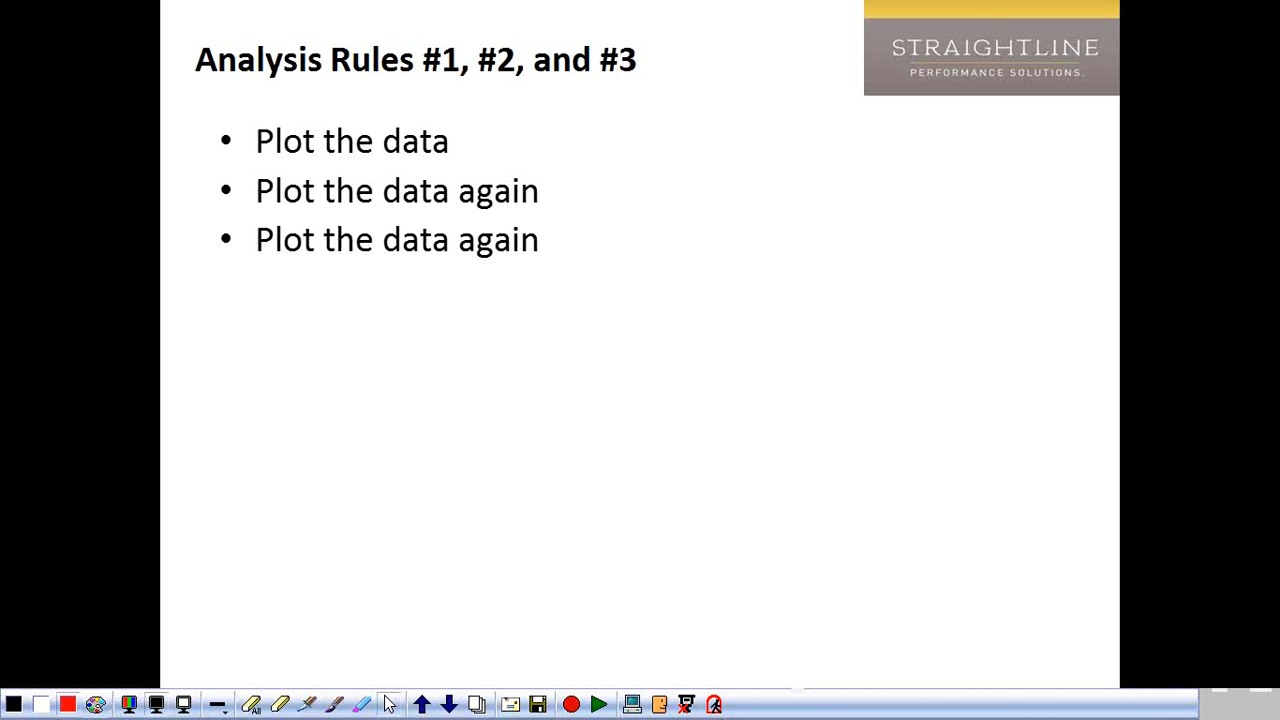 Analysis Rules #1, #2, and #3
STRAIGHTLINE
PERFORMANCE SOLUTIONS.
• Plot the data
• Plot the data again
• Plot the data again
All